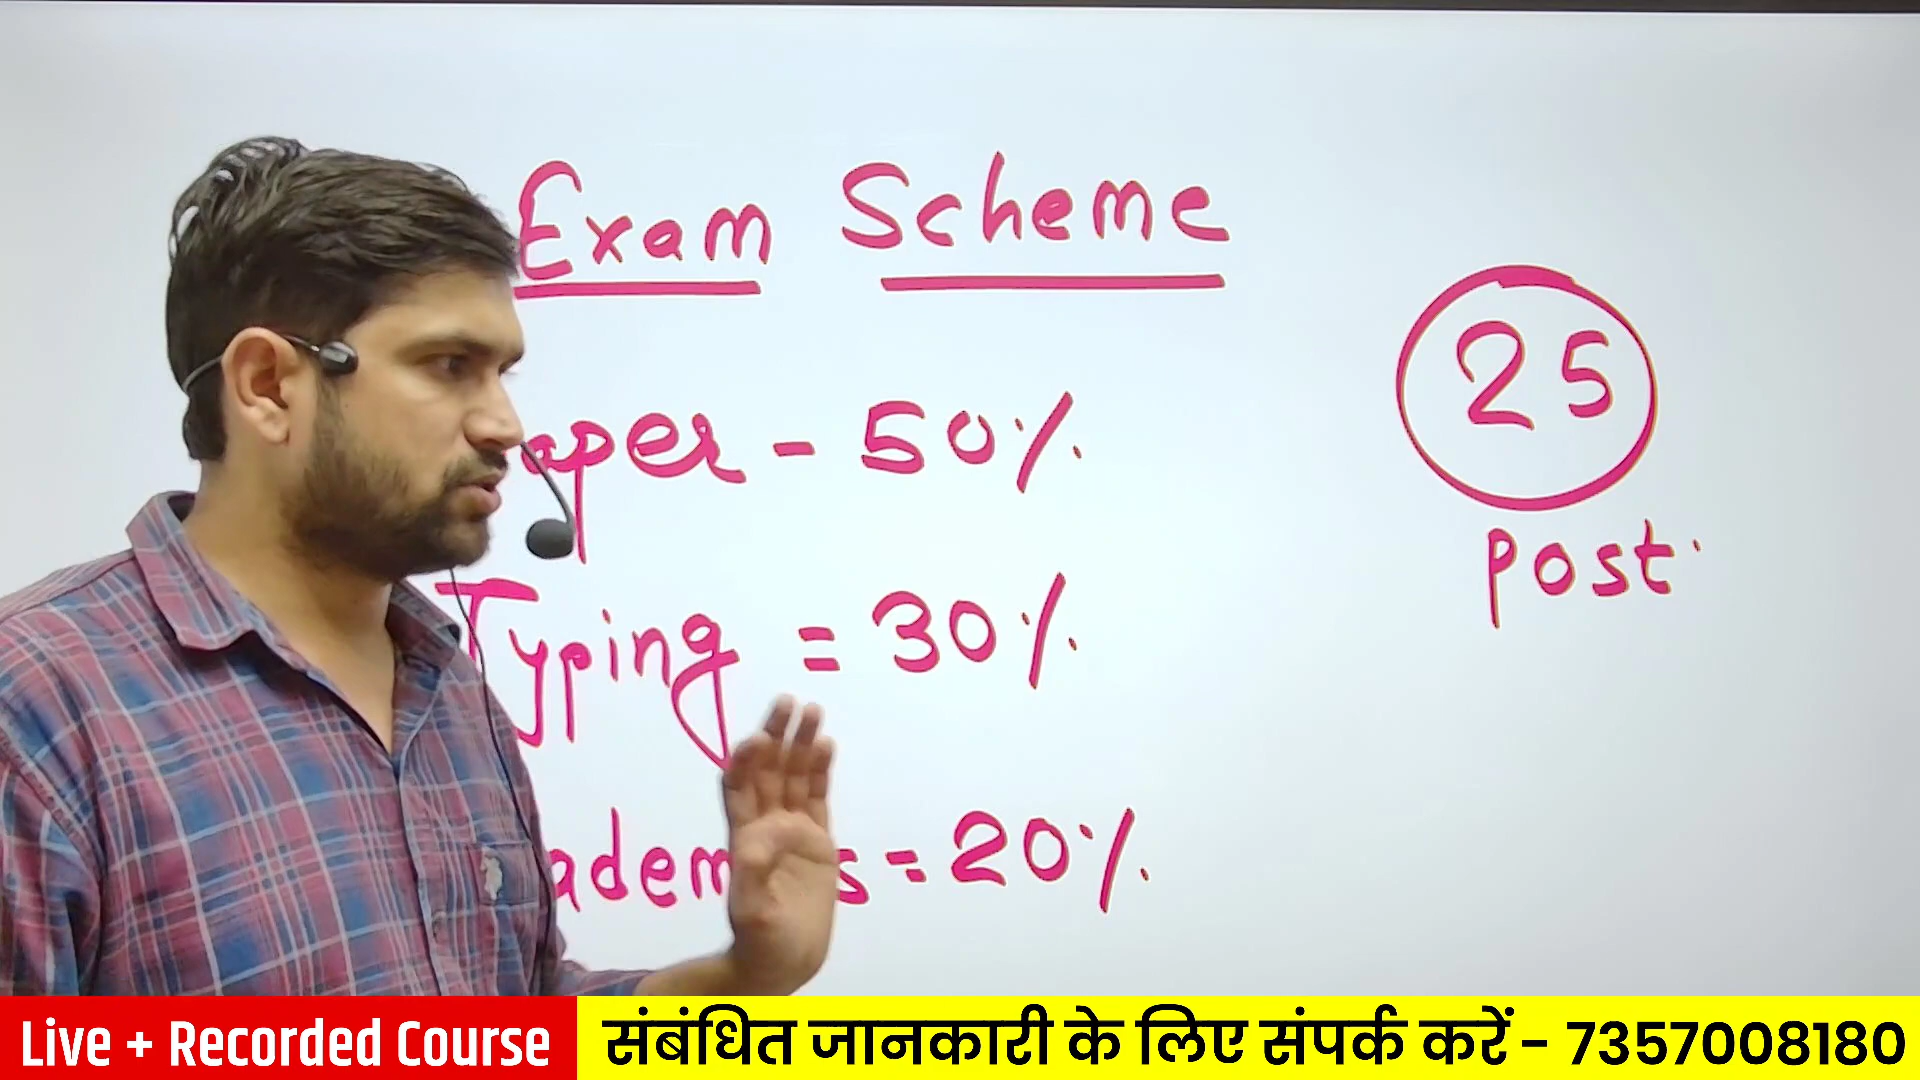 Exam Scheme
25
- 50%
post.
Typing = 30%
= 20%
Live + Recorded Course
संबंधित जानकारी के लिए संपर्क करें - 7357008180